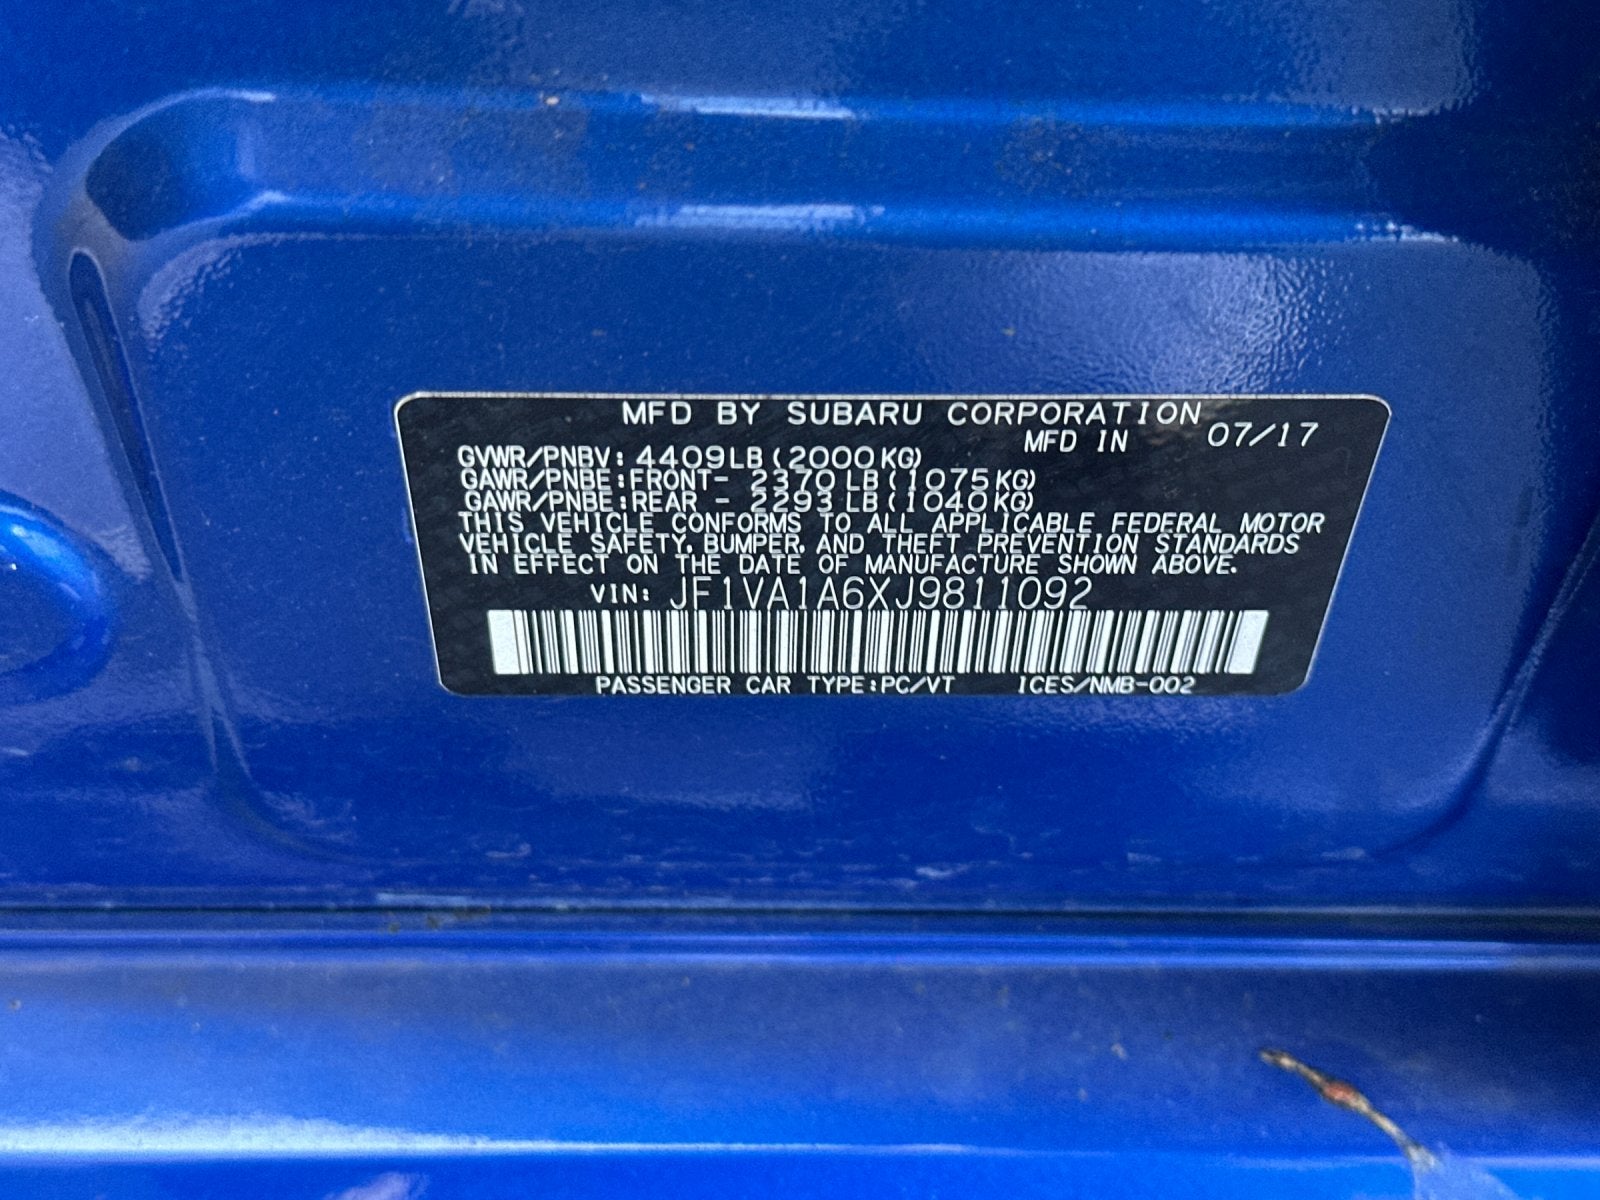 MFD BY SUBARU CORPORATION
MFD IN 07/17
GVWR/PNBV: 4409LB(2000KG)
GAWR/PNBE:FRONT- 2370LB(1075KG)
GAWR/PNBE:REAR - 2293LB(1040KG)
THIS VEHICLE CONFORMS TO ALL APPLICABLE FEDERAL MOTOR
VEHICLE SAFETY, BUMPER, AND THEFT PREVENTION STANDARDS
IN EFFECT ON THE DATE OF MANUFACTURE SHOWN ABOVE.
VIN: JF1VA1A6XJ9811092
PASSENGER CAR TYPE:PC/VT ICES/NMB-002